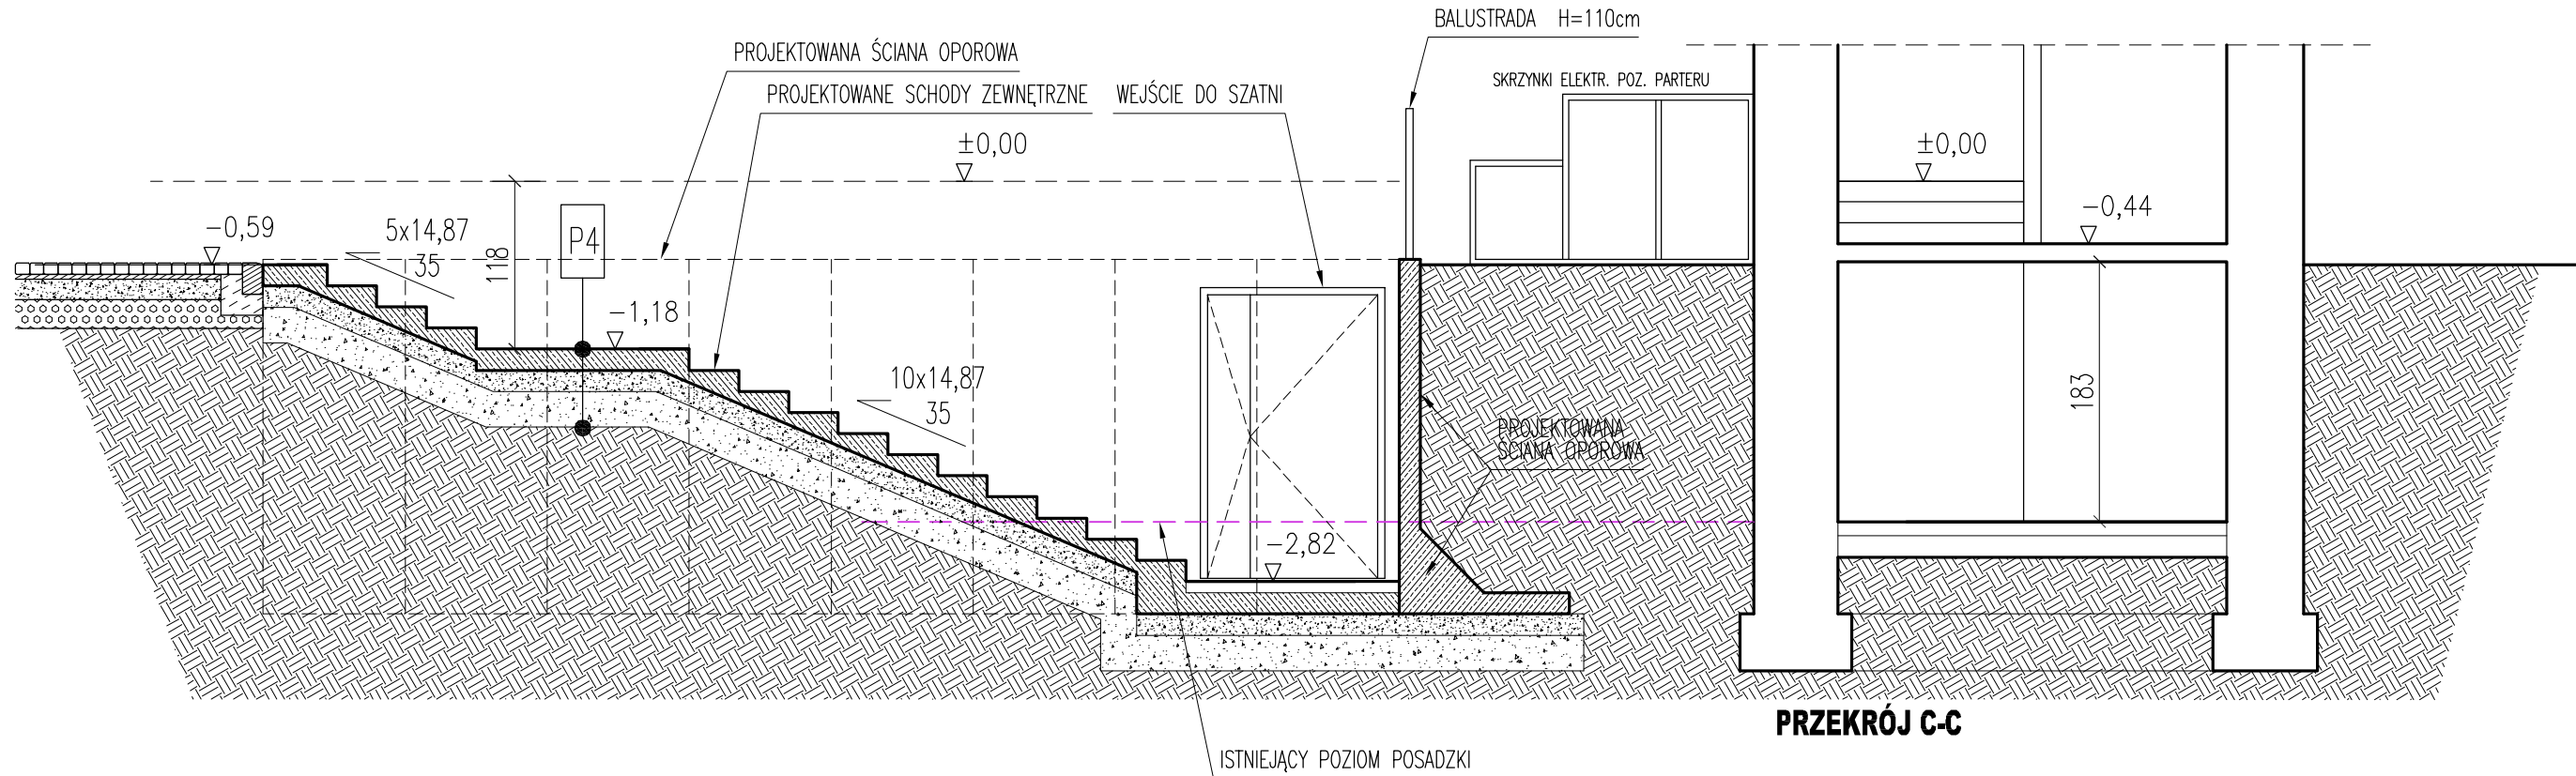 BALUSTRADA H=110cm
PROJEKTOWANA ŚCIANA OPOROWA
SKRZYNKI ELEKTR. POZ. PARTERU
PROJEKTOWANE SCHODY ZEWNĘTRZNE
WEJŚCIE DO SZATNI
±0,00
±0,00
-0,59
5x14,87
35
118
P4
-0,44
-1,18
10x14,87
35
183
PROJEKTOWANA
ŚCIANA OPOROWA
-2,82
PRZEKRÓJ C-C
ISTNIEJĄCY POZIOM POSADZKI